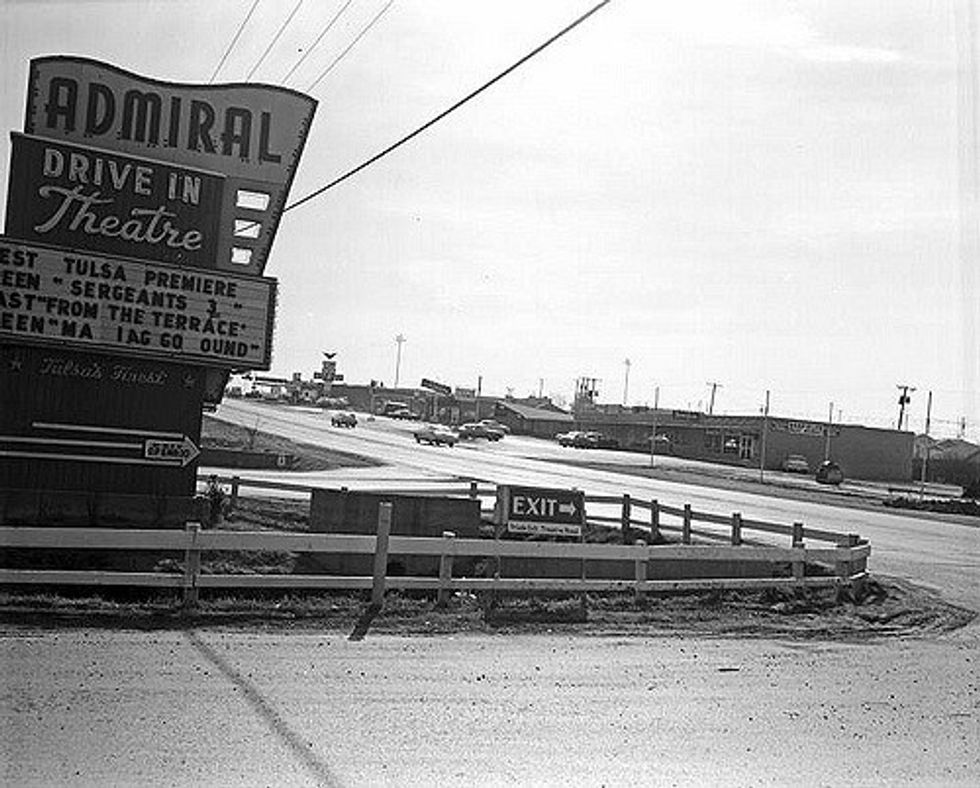 ADMIRAL
DRIVE IN
Theatre
EST TULSA PREMIERE
EEN "SERGEANTS 3"
AST "FROM THE TERRACE"
EEN "MA IAG GO OUND"
Tulsa's Finest
EXIT